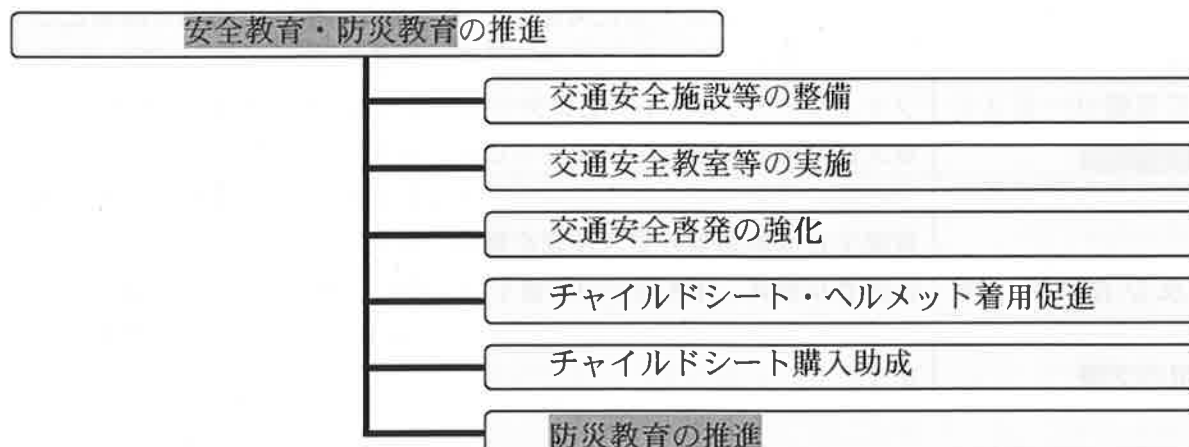 安全教育・防災教育の推進
交通安全施設等の整備
交通安全教室等の実施
交通安全啓発の強化
チャイルドシート・ヘルメット着用促進
チャイルドシート購入助成
防災教育の推進